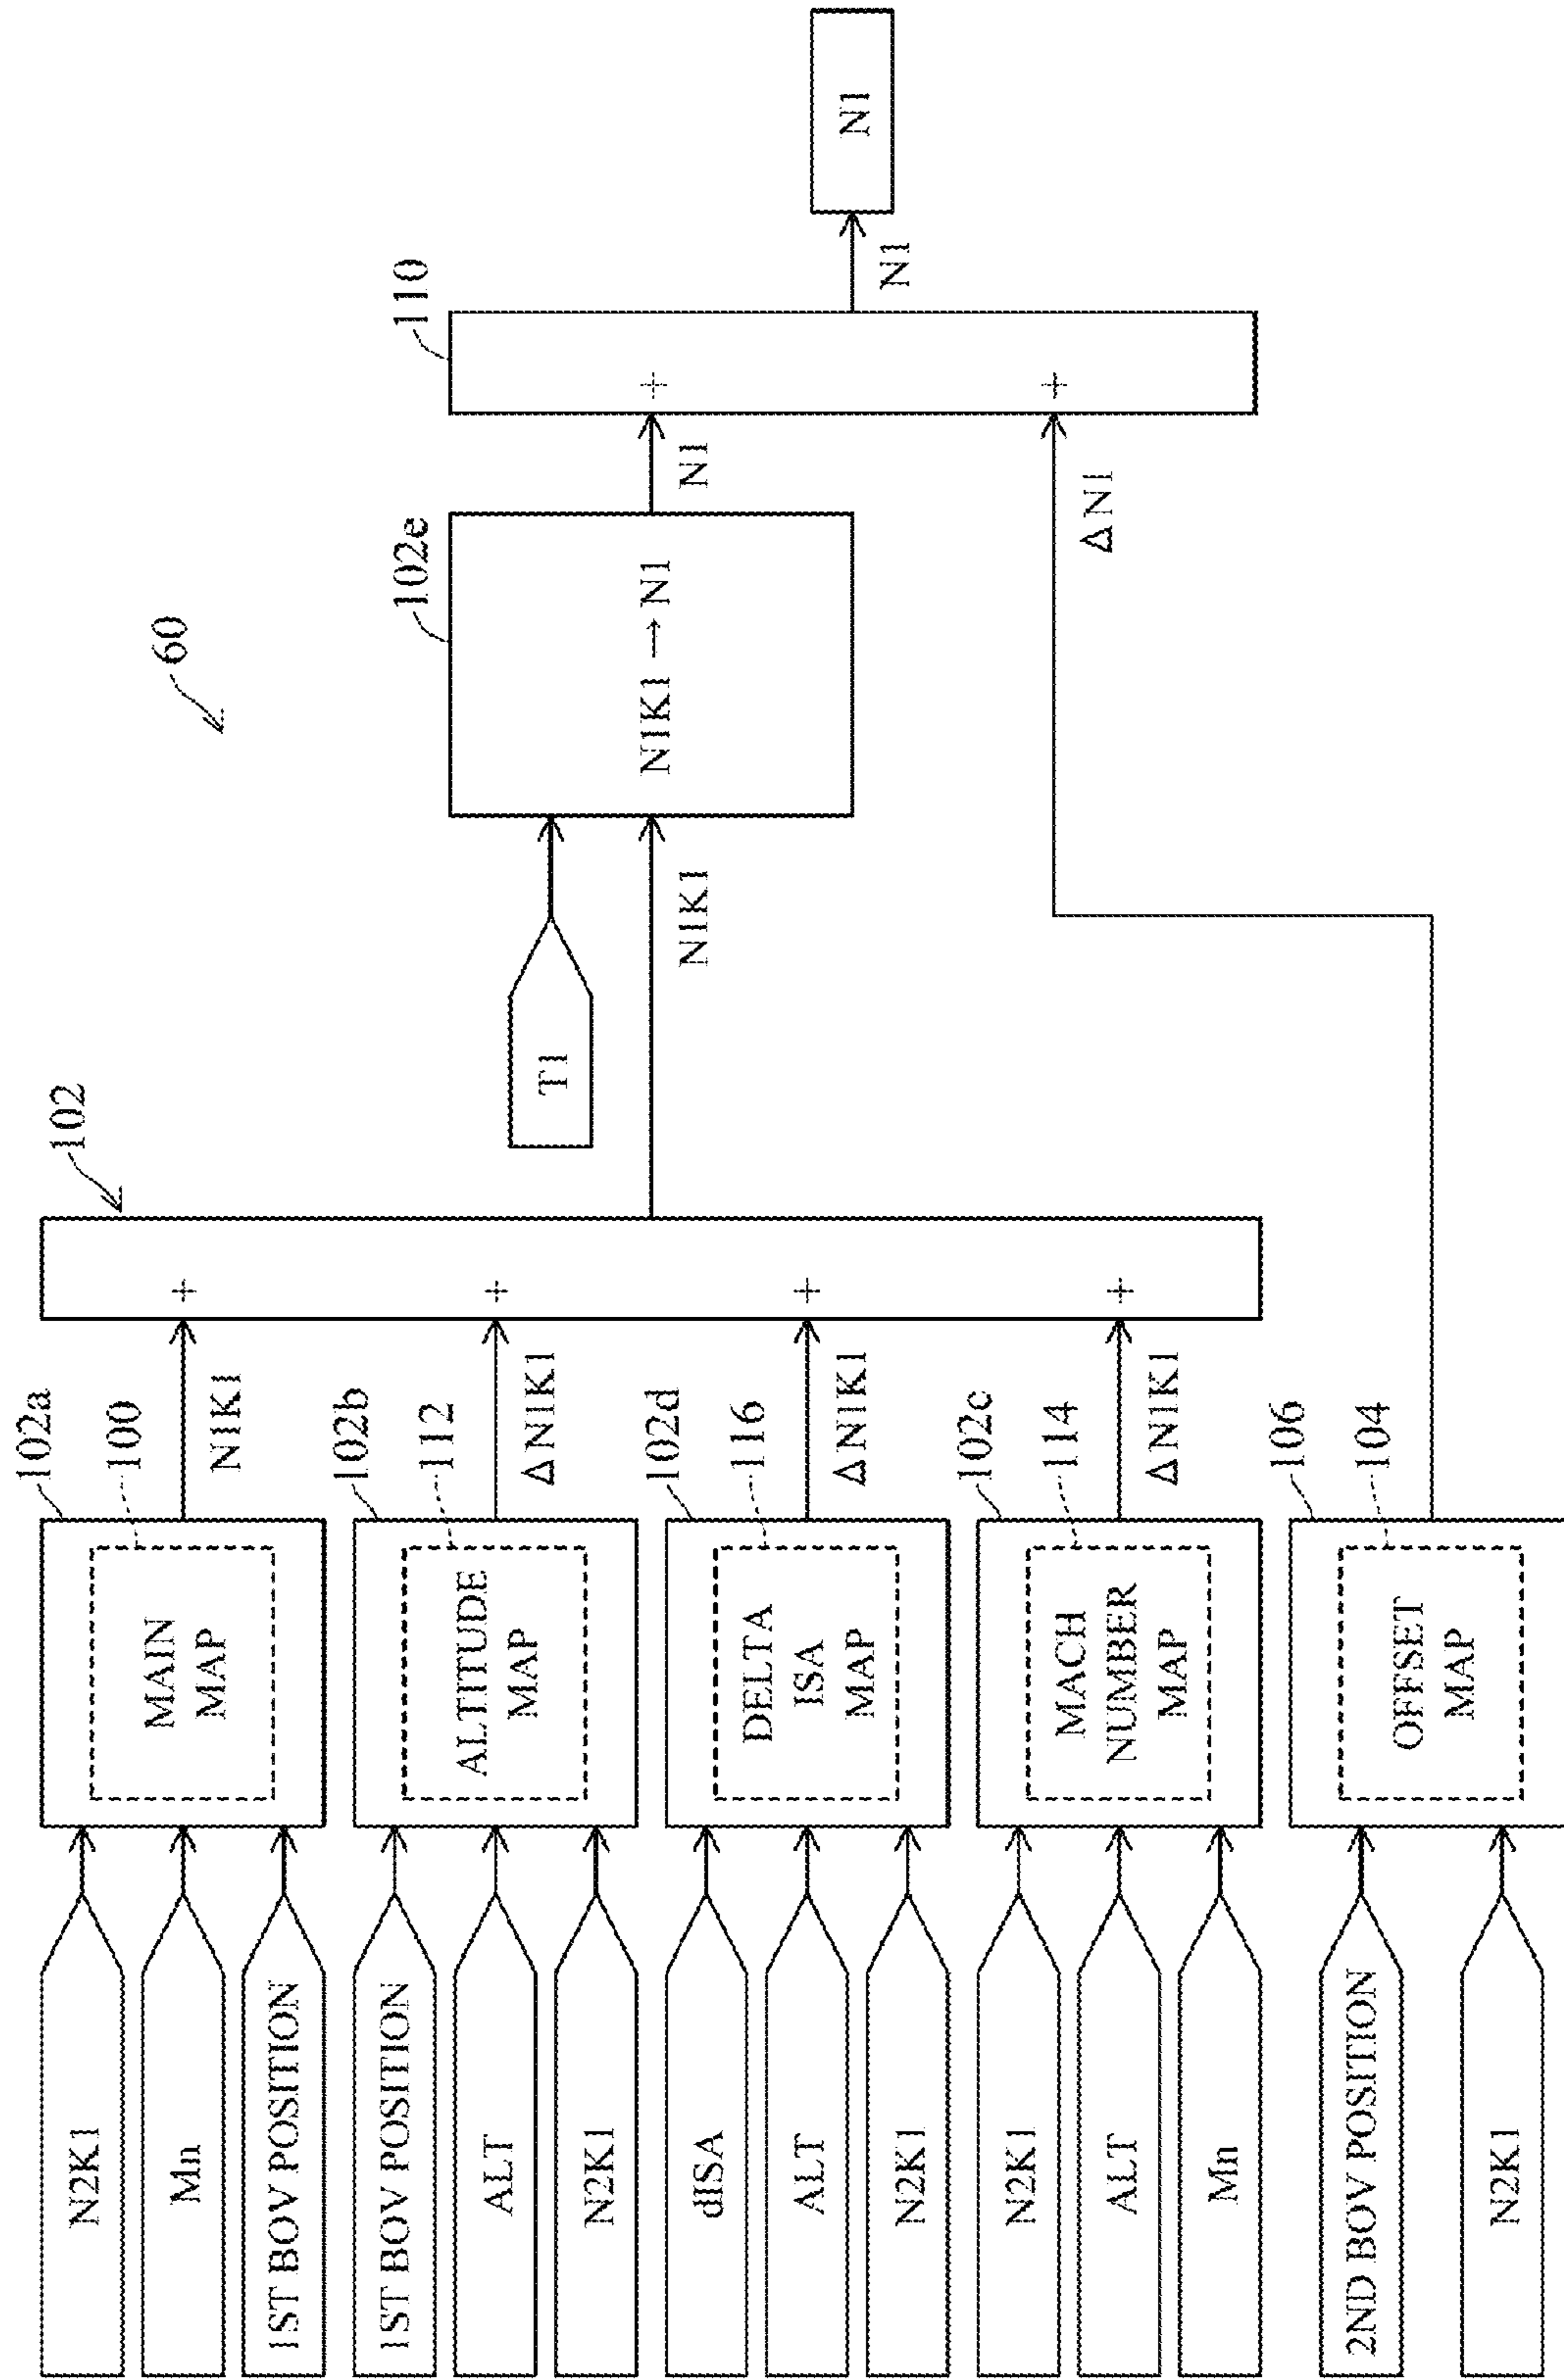 60
N2K1
Mn
1ST BOV POSITION
102a
100
MAIN
MAP
N1K1
1ST BOV POSITION
ALT
N2K1
102b
112
ALTITUDE
MAP
ΔN1K1
dISA
ALT
N2K1
102d
116
DELTA
ISA
MAP
ΔN1K1
N2K1
ALT
Mn
102c
114
MACH
NUMBER
MAP
ΔN1K1
2ND BOV POSITION
N2K1
106
104
OFFSET
MAP
102
+
+
+
+
N1K1
T1
102e
N1K1 → N1
N1
ΔN1
110
+
+
N1
N1